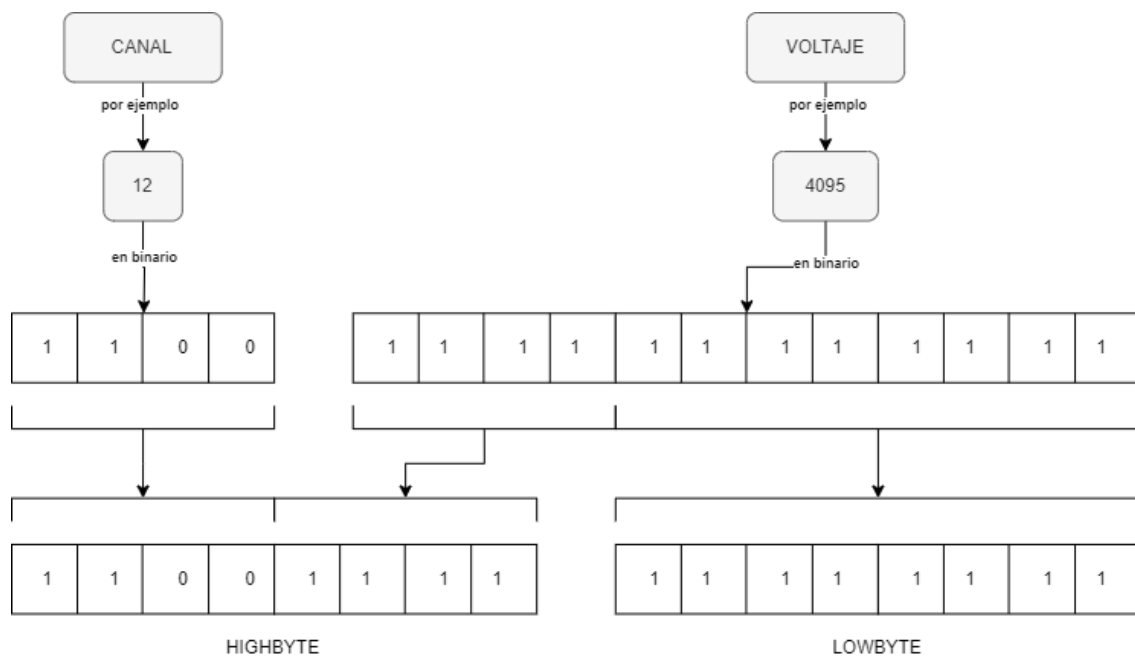 CANAL VOLTAJE
por ejemplo por ejemplo
12 4095
en binario en binario
1 1 0 0 1 1 1 1 1 1 1 1 1 1 1 1
1 1 0 0 1 1 1 1 1 1 1 1 1 1 1 1
HIGHBYTE LOWBYTE